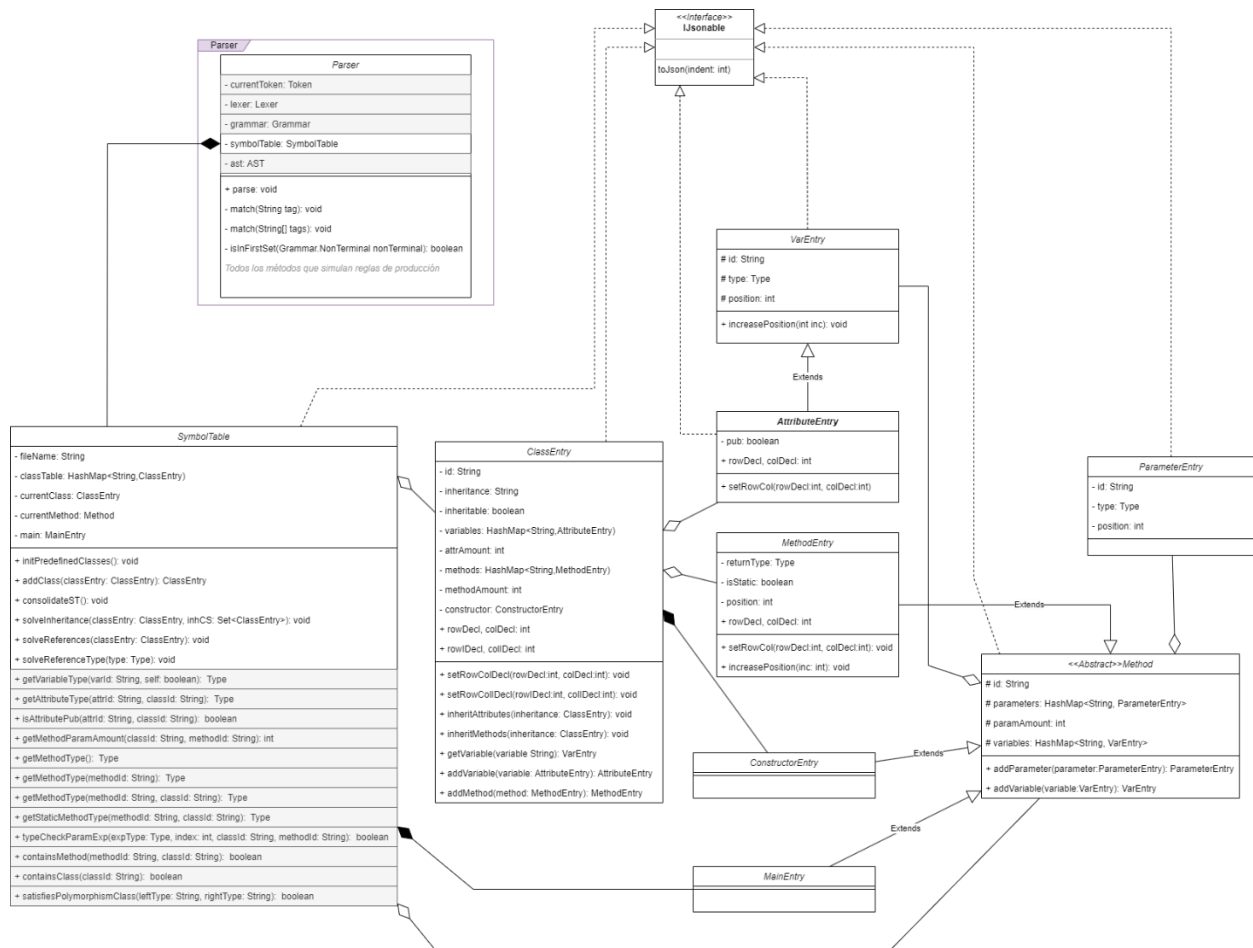 <<Interface>>
IJsonable
toJson(indent: int)
Parser
Parser
- currentToken: Token
- lexer: Lexer
- grammar: Grammar
- symbolTable: SymbolTable
- ast: AST
+ parse: void
- match(String tag): void
- match(String[] tags): void
- isInFirstSet(Grammar.NonTerminal nonTerminal): boolean
Todos los métodos que simulan reglas de producción
VarEntry
# id: String
# type: Type
# position: int
+ increasePosition(int inc): void
Extends
AttributeEntry
- pub: boolean
+ rowDecl, colDecl: int
+ setRowCol(rowDecl:int, colDecl:int)
SymbolTable
- fileName: String
- classTable: HashMap<String,ClassEntry)
- currentClass: ClassEntry
- currentMethod: Method
- main: MainEntry
+ initPredefinedClasses(): void
+ addClass(classEntry: ClassEntry): ClassEntry
+ consolidateST(): void
+ solveInheritance(classEntry: ClassEntry, inhCS: Set<ClassEntry>): void
+ solveReferences(classEntry: ClassEntry): void
+ solveReferenceType(type: Type): void
+ getVariableType(varId: String, self: boolean): Type
+ getAttributeType(attrId: String, classId: String): Type
+ isAttributePub(attrId: String, classId: String): boolean
+ getMethodParamAmount(classId: String, methodId: String): int
+ getMethodType(): Type
+ getMethodType(methodId: String): Type
+ getMethodType(methodId: String, classId: String): Type
+ getStaticMethodType(methodId: String, classId: String): Type
+ typeCheckParamExp(expType: Type, index: int, classId: String, methodId: String): boolean
+ containsMethod(methodId: String, classId: String): boolean
+ containsClass(classId: String): boolean
+ satisfiesPolymorphismClass(leftType: String, rightType: String): boolean
ClassEntry
- id: String
- inheritance: String
- inheritable: boolean
- variables: HashMap<String,AttributeEntry)
- attrAmount: int
- methods: HashMap<String,MethodEntry)
- methodAmount: int
- constructor: ConstructorEntry
+ rowDecl, colDecl: int
+ rowlDecl, collDecl: int
+ setRowColDecl(rowDecl:int, colDecl:int): void
+ setRowCollDecl(rowlDecl:int, collDecl:int): void
+ inheritAttributes(inheritance: ClassEntry): void
+ inheritMethods(inheritance: ClassEntry): void
+ getVariable(variable String): VarEntry
+ addVariable(variable: AttributeEntry): AttributeEntry
+ addMethod(method: MethodEntry): MethodEntry
MethodEntry
- returnType: Type
- isStatic: boolean
- position: int
+ rowDecl, colDecl: int
+ setRowCol(rowDecl:int, colDecl:int): void
+ increasePosition(inc: int): void
Extends
ParameterEntry
- id: String
- type: Type
- position: int
<<Abstract>>Method
# id: String
# parameters: HashMap<String, ParameterEntry>
# paramAmount: int
# variables: HashMap<String, VarEntry>
+ addParameter(parameter:ParameterEntry): ParameterEntry
+ addVariable(variable:VarEntry): VarEntry
ConstructorEntry
Extends
MainEntry
Extends